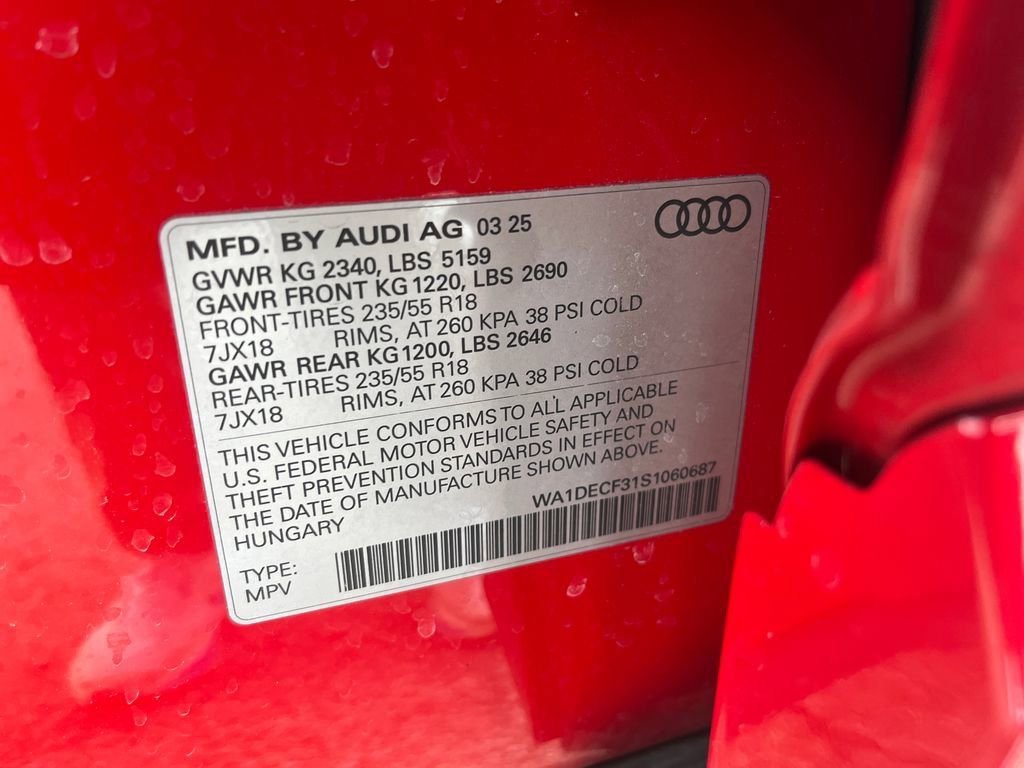 MFD. BY AUDI AG 03 25
GVWR KG 2340, LBS 5159
GAWR FRONT KG 1220, LBS 2690
FRONT-TIRES 235/55 R18
7JX18 RIMS, AT 260 KPA 38 PSI COLD
GAWR REAR KG1200, LBS 2646
REAR-TIRES 235/55 R18
7JX18 RIMS, AT 260 KPA 38 PSI COLD
THIS VEHICLE CONFORMS TO ALL APPLICABLE
U.S. FEDERAL MOTOR VEHICLE SAFETY AND
THEFT PREVENTION STANDARDS IN EFFECT ON
THE DATE OF MANUFACTURE SHOWN ABOVE.
HUNGARY WA1DECF31S1060687
TYPE:
MPV